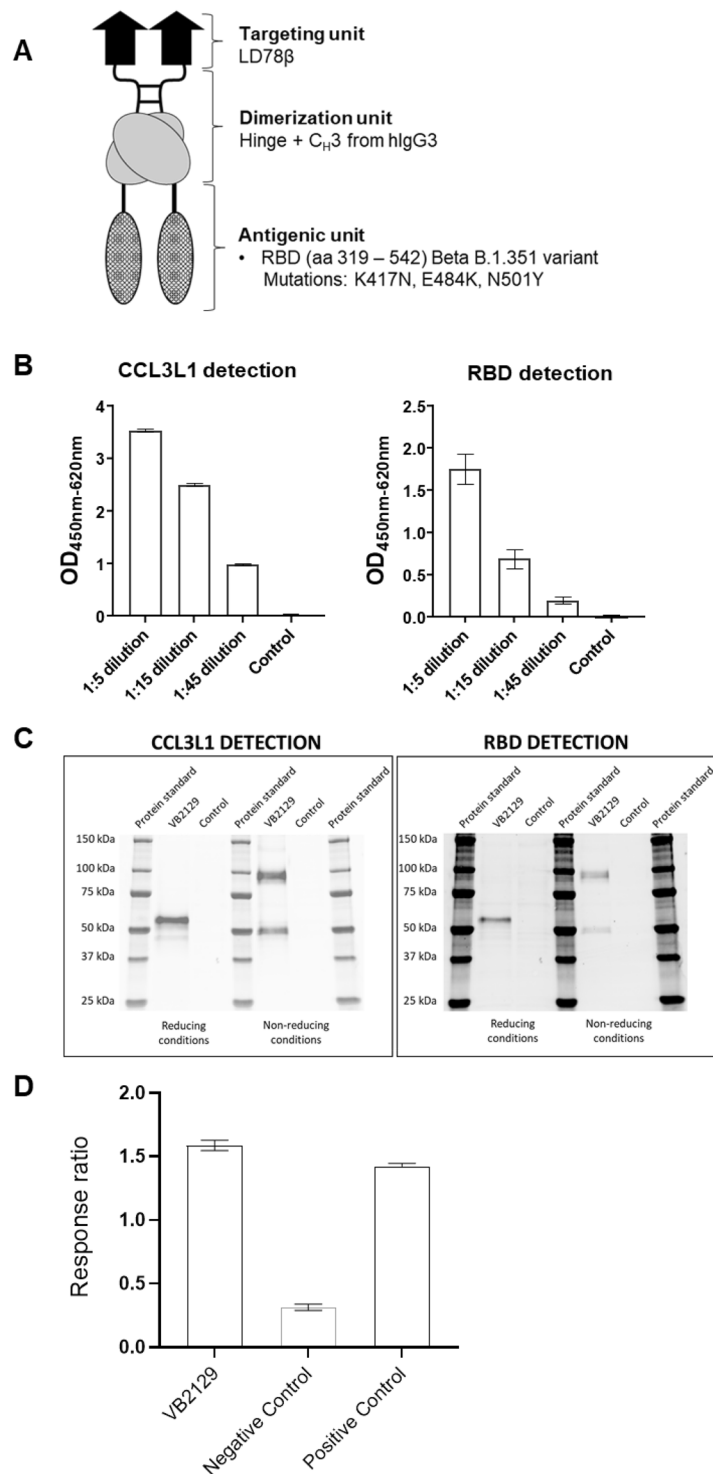 A
Targeting unit
LD78β
Dimerization unit
Hinge + CH3 from hIgG3
Antigenic unit
• RBD (aa 319 – 542) Beta B.1.351 variant
Mutations: K417N, E484K, N501Y
B
CCL3L1 detection
OD450nm-620nm
4
3
2
1
0
1:5 dilution
1:15 dilution
1:45 dilution
Control
RBD detection
OD450nm-620nm
2.5
2.0
1.5
1.0
0.5
0.0
1:5 dilution
1:15 dilution
1:45 dilution
Control
C
CCL3L1 DETECTION
Protein standard
VB2129
Control
Protein standard
VB2129
Control
Protein standard
150 kDa
100 kDa
75 kDa
50 kDa
37 kDa
25 kDa
Reducing
conditions
Non-reducing
conditions
RBD DETECTION
Protein standard
VB2129
Control
Protein standard
VB2129
Control
Protein standard
150 kDa
100 kDa
75 kDa
50 kDa
37 kDa
25 kDa
Reducing
conditions
Non-reducing
conditions
D
Response ratio
2.0
1.5
1.0
0.5
0.0
VB2129
Negative Control
Positive Control